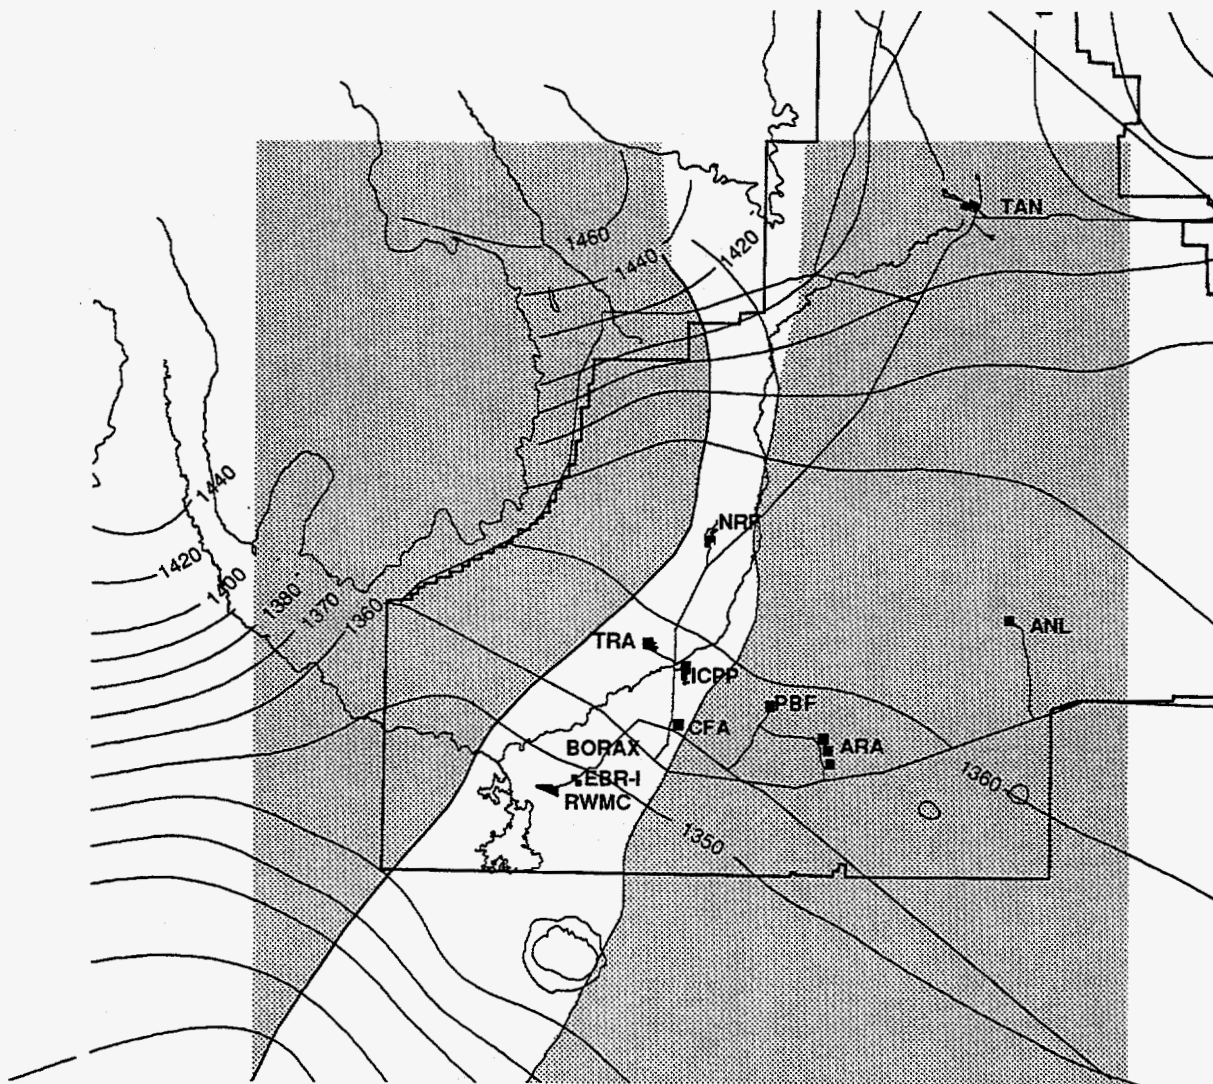 TAN
1460
1440
1420
1440
1420
1400
1380
1370
1360
NRF
TRA
ICPP
ANL
PBF
CFA
BORAX
ARA
EBR-I
RWMC
1360
1350